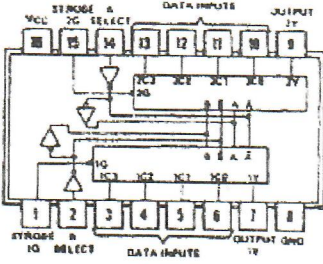 STROBE A DATA INPUTS OUTPUT
VCC 2G SELECT 2Y
16 15 14 13 12 11 10 9
2C3 2C2 2C1 2C0 2Y
2G
B B A A
B B A A
1G
1C3 1C2 1C1 1C0 1Y
1 2 3 4 5 6 7 8
STROBE B DATA INPUTS OUTPUT GND
1G SELECT 1Y